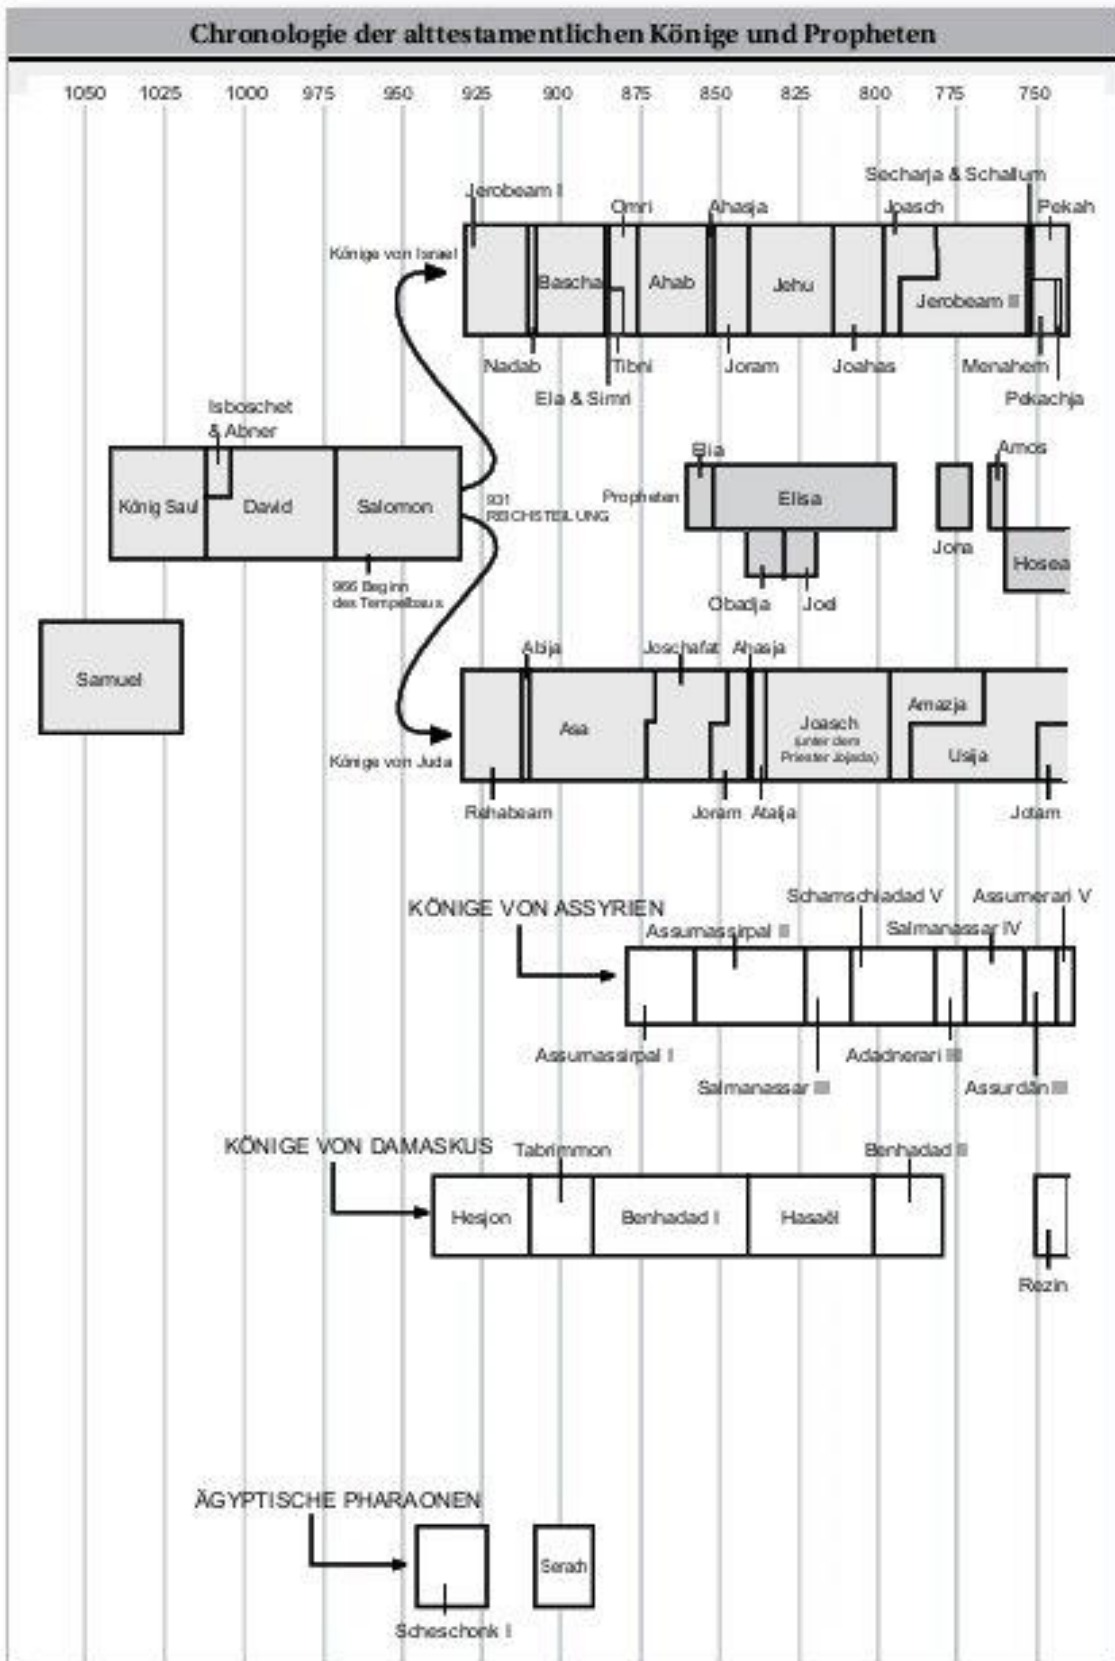 Chronologie der alttestamentlichen Könige und Propheten
1050 1025 1000 975 950 925 900 875 850 825 800 775 750
Secharja & Schallum
Jerobeam I Omri Ahasja Joasch Pekah
Könige von Israel
Bascha Ahab Jehu Jerobeam II
Nadab Tibni Joram Joahas Menahem
Ela & Simri Pekachja
Isboschet
& Abner
Elia Amos
König Saul David Salomon
931
REICHSTEILUNG
Propheten Elisa
Jona
Hosea
966 Beginn
des Tempelbaus
Obadja Joel
Samuel
Abija Joschafat Ahasja
Asa
Joasch
(unter dem
Priester Jojada)
Amazja
Usija
Könige von Juda
Rehabeam Joram Atalja Jotam
KÖNIGE VON ASSYRIEN
Schamschiadad V Assurnerari V
Assurnassirpal II Salmanassar IV
Assurnassirpal I Adadnerari III
Salmanassar III Assurdân III
KÖNIGE VON DAMASKUS
Tabrimmon Benhadad II
Hesjon Benhadad I Hasaël
Rezin
ÄGYPTISCHE PHARAONEN
Serach
Scheschonk I